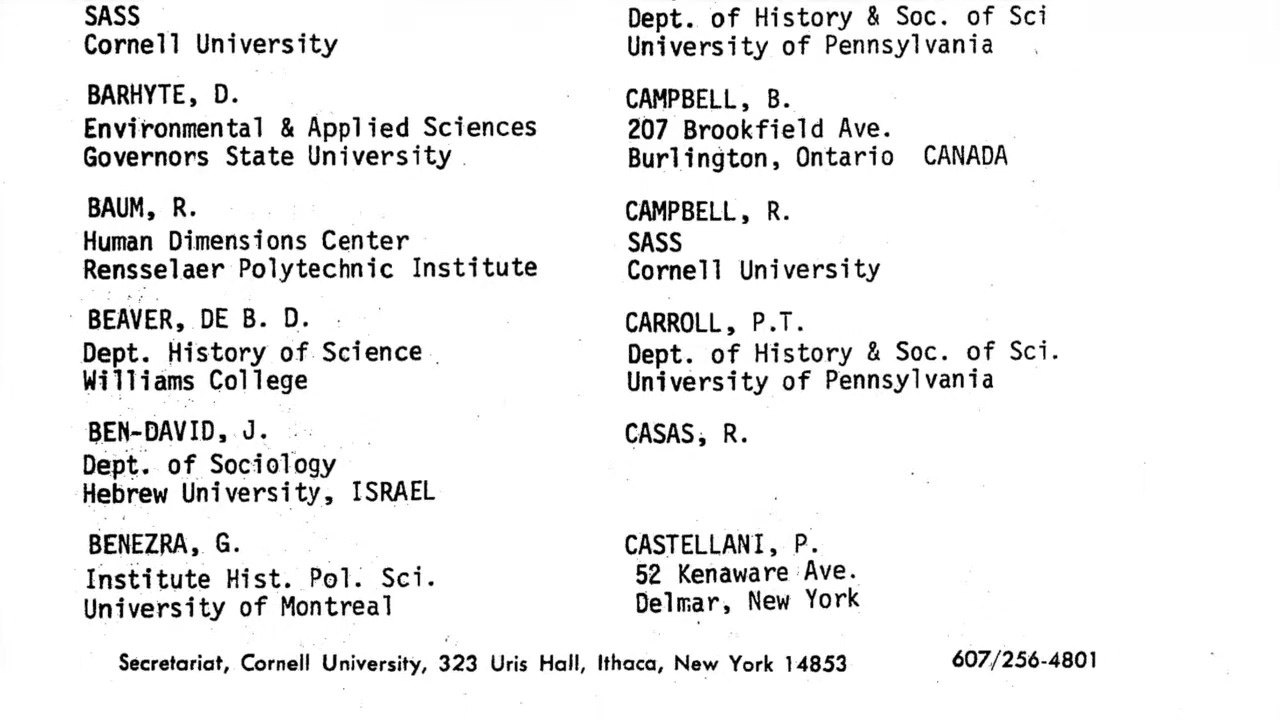 SASS
Cornell University
BARHYTE, D.
Environmental & Applied Sciences
Governors State University
BAUM, R.
Human Dimensions Center
Rensselaer Polytechnic Institute
BEAVER, DE B. D.
Dept. History of Science
Williams College
BEN-DAVID, J.
Dept. of Sociology
Hebrew University, ISRAEL
BENEZRA, G.
Institute Hist. Pol. Sci.
University of Montreal
Dept. of History & Soc. of Sci
University of Pennsylvania
CAMPBELL, B.
207 Brookfield Ave.
Burlington, Ontario CANADA
CAMPBELL, R.
SASS
Cornell University
CARROLL, P.T.
Dept. of History & Soc. of Sci.
University of Pennsylvania
CASAS, R.
CASTELLANI, P.
52 Kenaware Ave.
Delmar, New York
Secretariat, Cornell University, 323 Uris Hall, Ithaca, New York 14853 607/256-4801